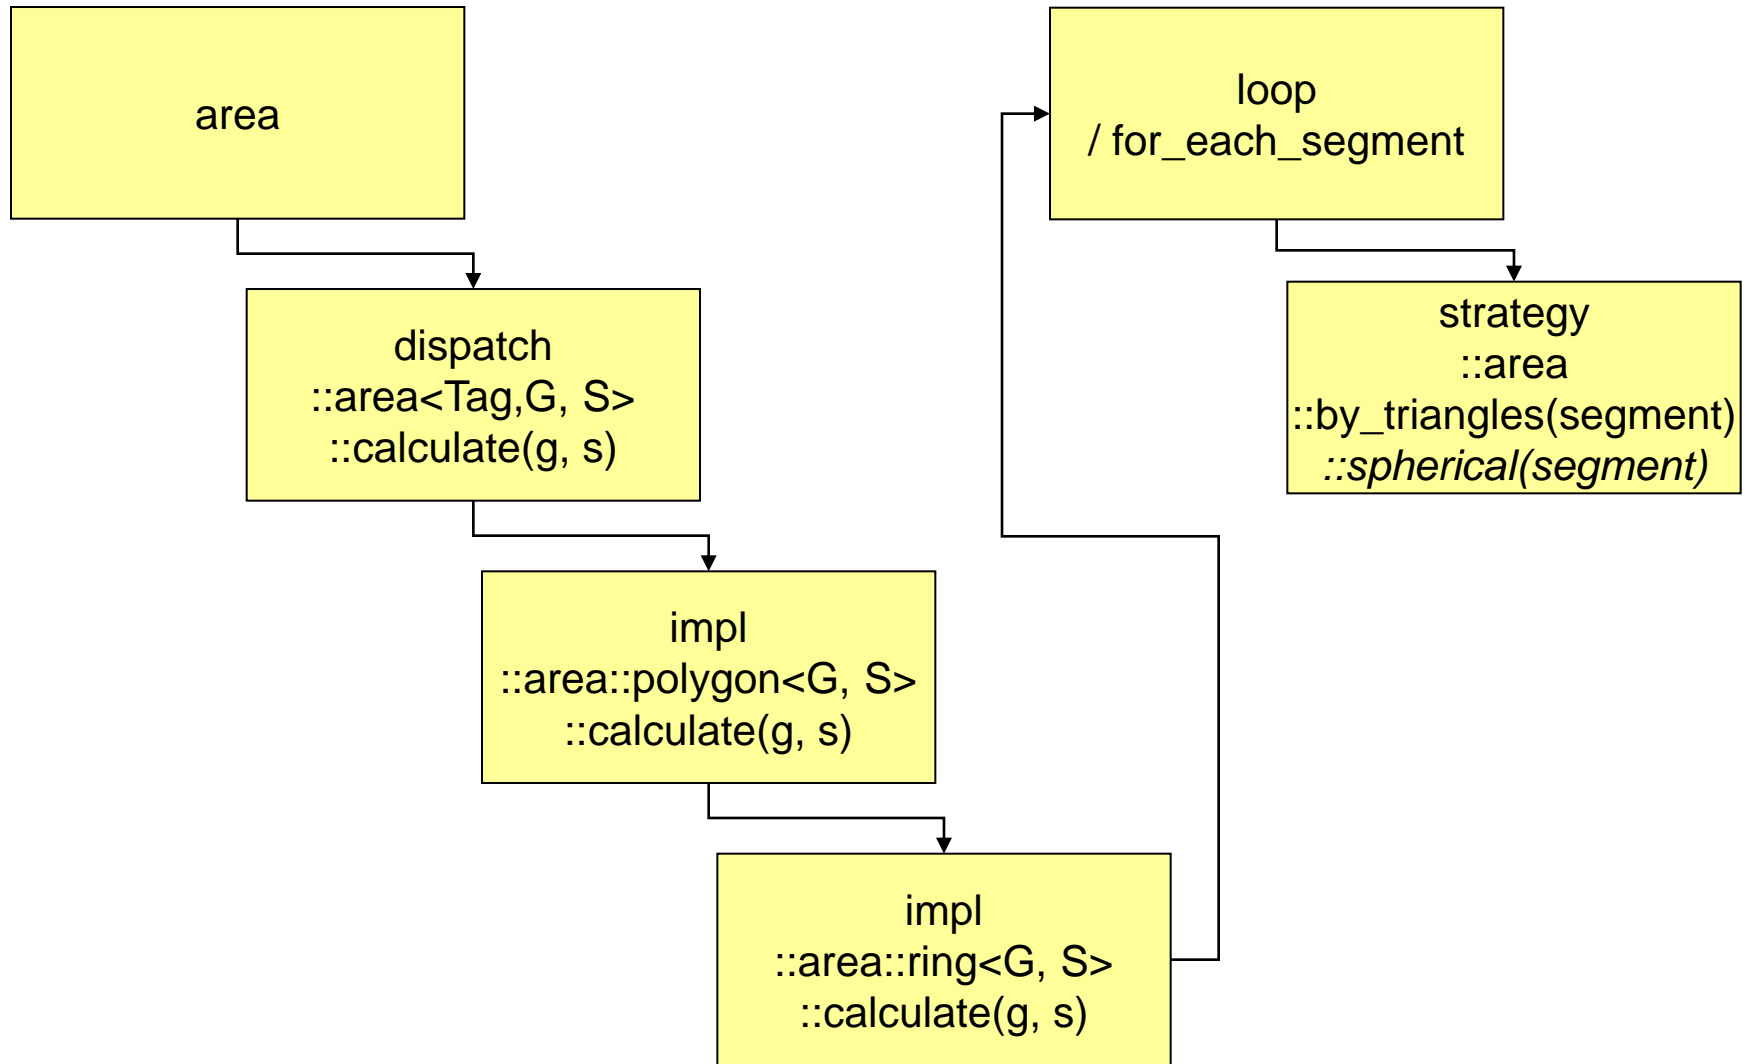 area
dispatch
::area<Tag,G, S>
::calculate(g, s)
impl
::area::polygon<G, S>
::calculate(g, s)
impl
::area::ring<G, S>
::calculate(g, s)
loop
/ for_each_segment
strategy
::area
::by_triangles(segment)
::spherical(segment)